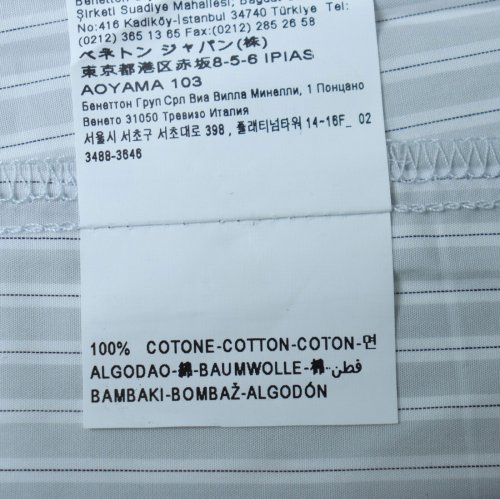 Şirketi Suadiye Mahallesi, Bağdat
No:416 Kadiköy-İstanbul 34740 Türkiye
(0212) 365 13 65 Fax:(0212) 285 26 58
ベネトン ジャパン(株)
東京都港区赤坂8-5-6 IPIAS
AOYAMA 103
Бенеттон Груп Срл Виа Вилла Минелли, 1 Понцано
Венето 31050 Тревизо Италия
서울시 서초구 서초대로 398, 플래티넘타워 14-16F_ 02
3488-3646
100% COTONE-COTTON-COTON-면
ALGODAO-綿-BAUMWOLLE-棉-قطن
BAMBAKI-BOMBAŽ-ALGODÓN